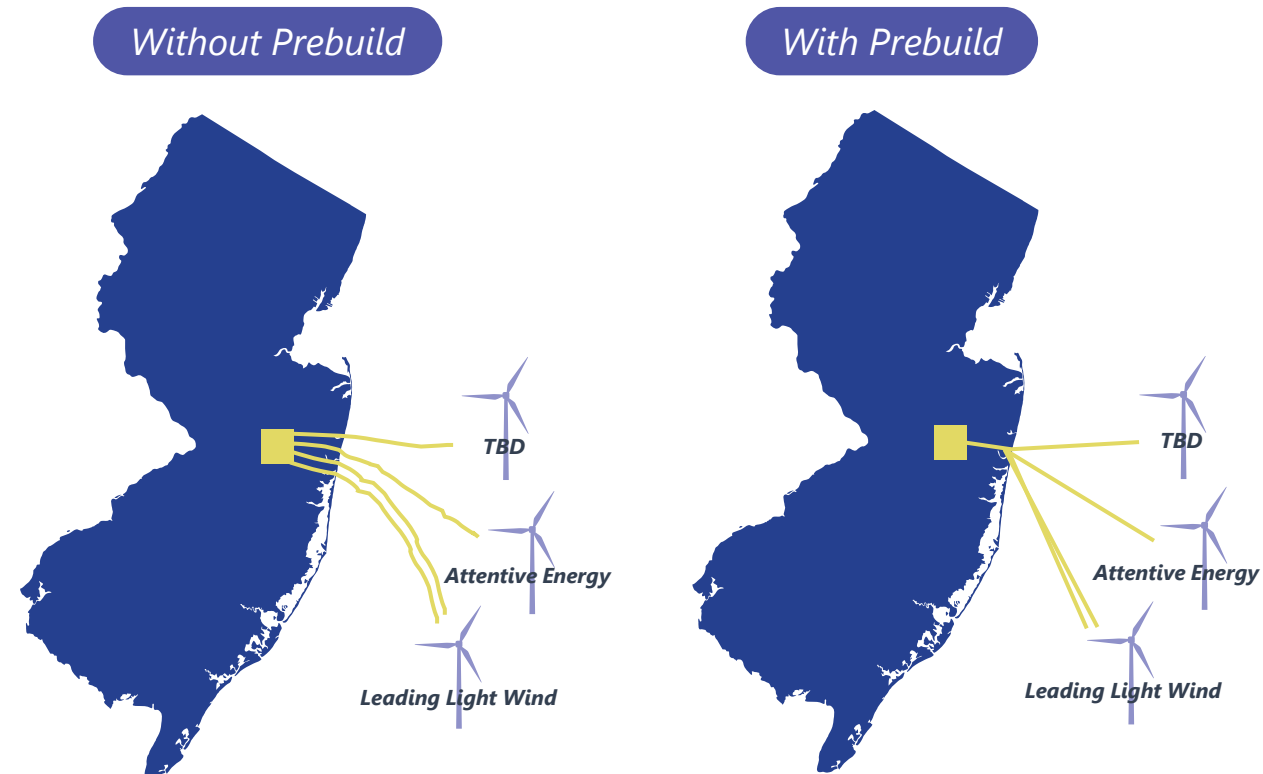 Without Prebuild
With Prebuild
TBD
Attentive Energy
Leading Light Wind
TBD
Attentive Energy
Leading Light Wind